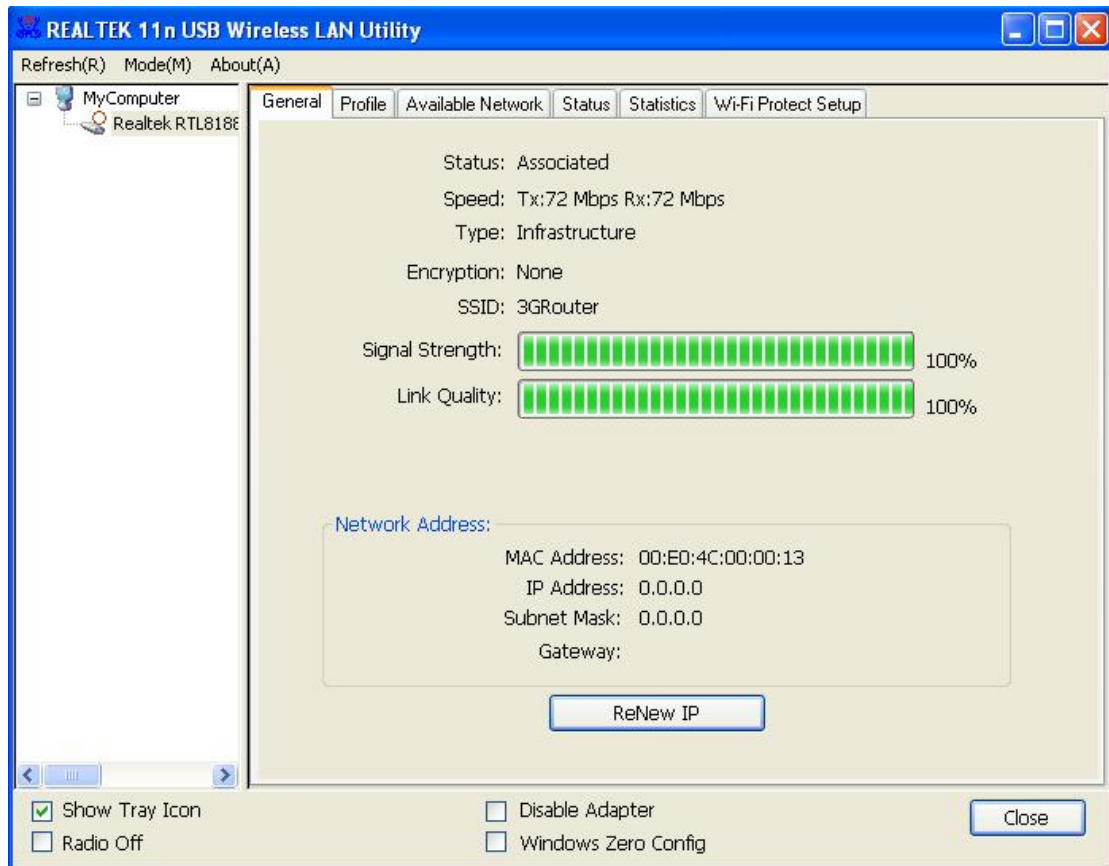 REALTEK 11n USB Wireless LAN Utility
Refresh(R) Mode(M) About(A)
MyComputer
Realtek RTL8188
General Profile Available Network Status Statistics Wi-Fi Protect Setup
Status: Associated
Speed: Tx:72 Mbps Rx:72 Mbps
Type: Infrastructure
Encryption: None
SSID: 3GRouter
Signal Strength: 100%
Link Quality: 100%
Network Address:
MAC Address: 00:E0:4C:00:00:13
IP Address: 0.0.0.0
Subnet Mask: 0.0.0.0
Gateway:
ReNew IP
Show Tray Icon Disable Adapter Close
Radio Off Windows Zero Config